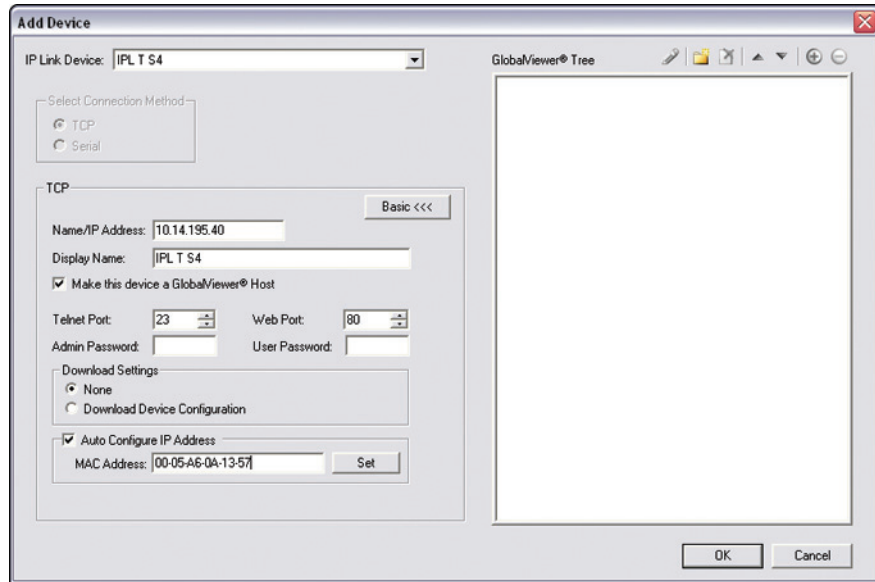 Add Device
IP Link Device: IPL T S4
GlobalViewer® Tree
Select Connection Method
TCP
Serial
TCP
Basic <<<
Name/IP Address: 10.14.195.40
Display Name: IPL T S4
Make this device a GlobalViewer® Host
Telnet Port: 23 Web Port: 80
Admin Password: User Password:
Download Settings
None
Download Device Configuration
Auto Configure IP Address
MAC Address: 00-05-A6-0A-13-57 Set
OK Cancel